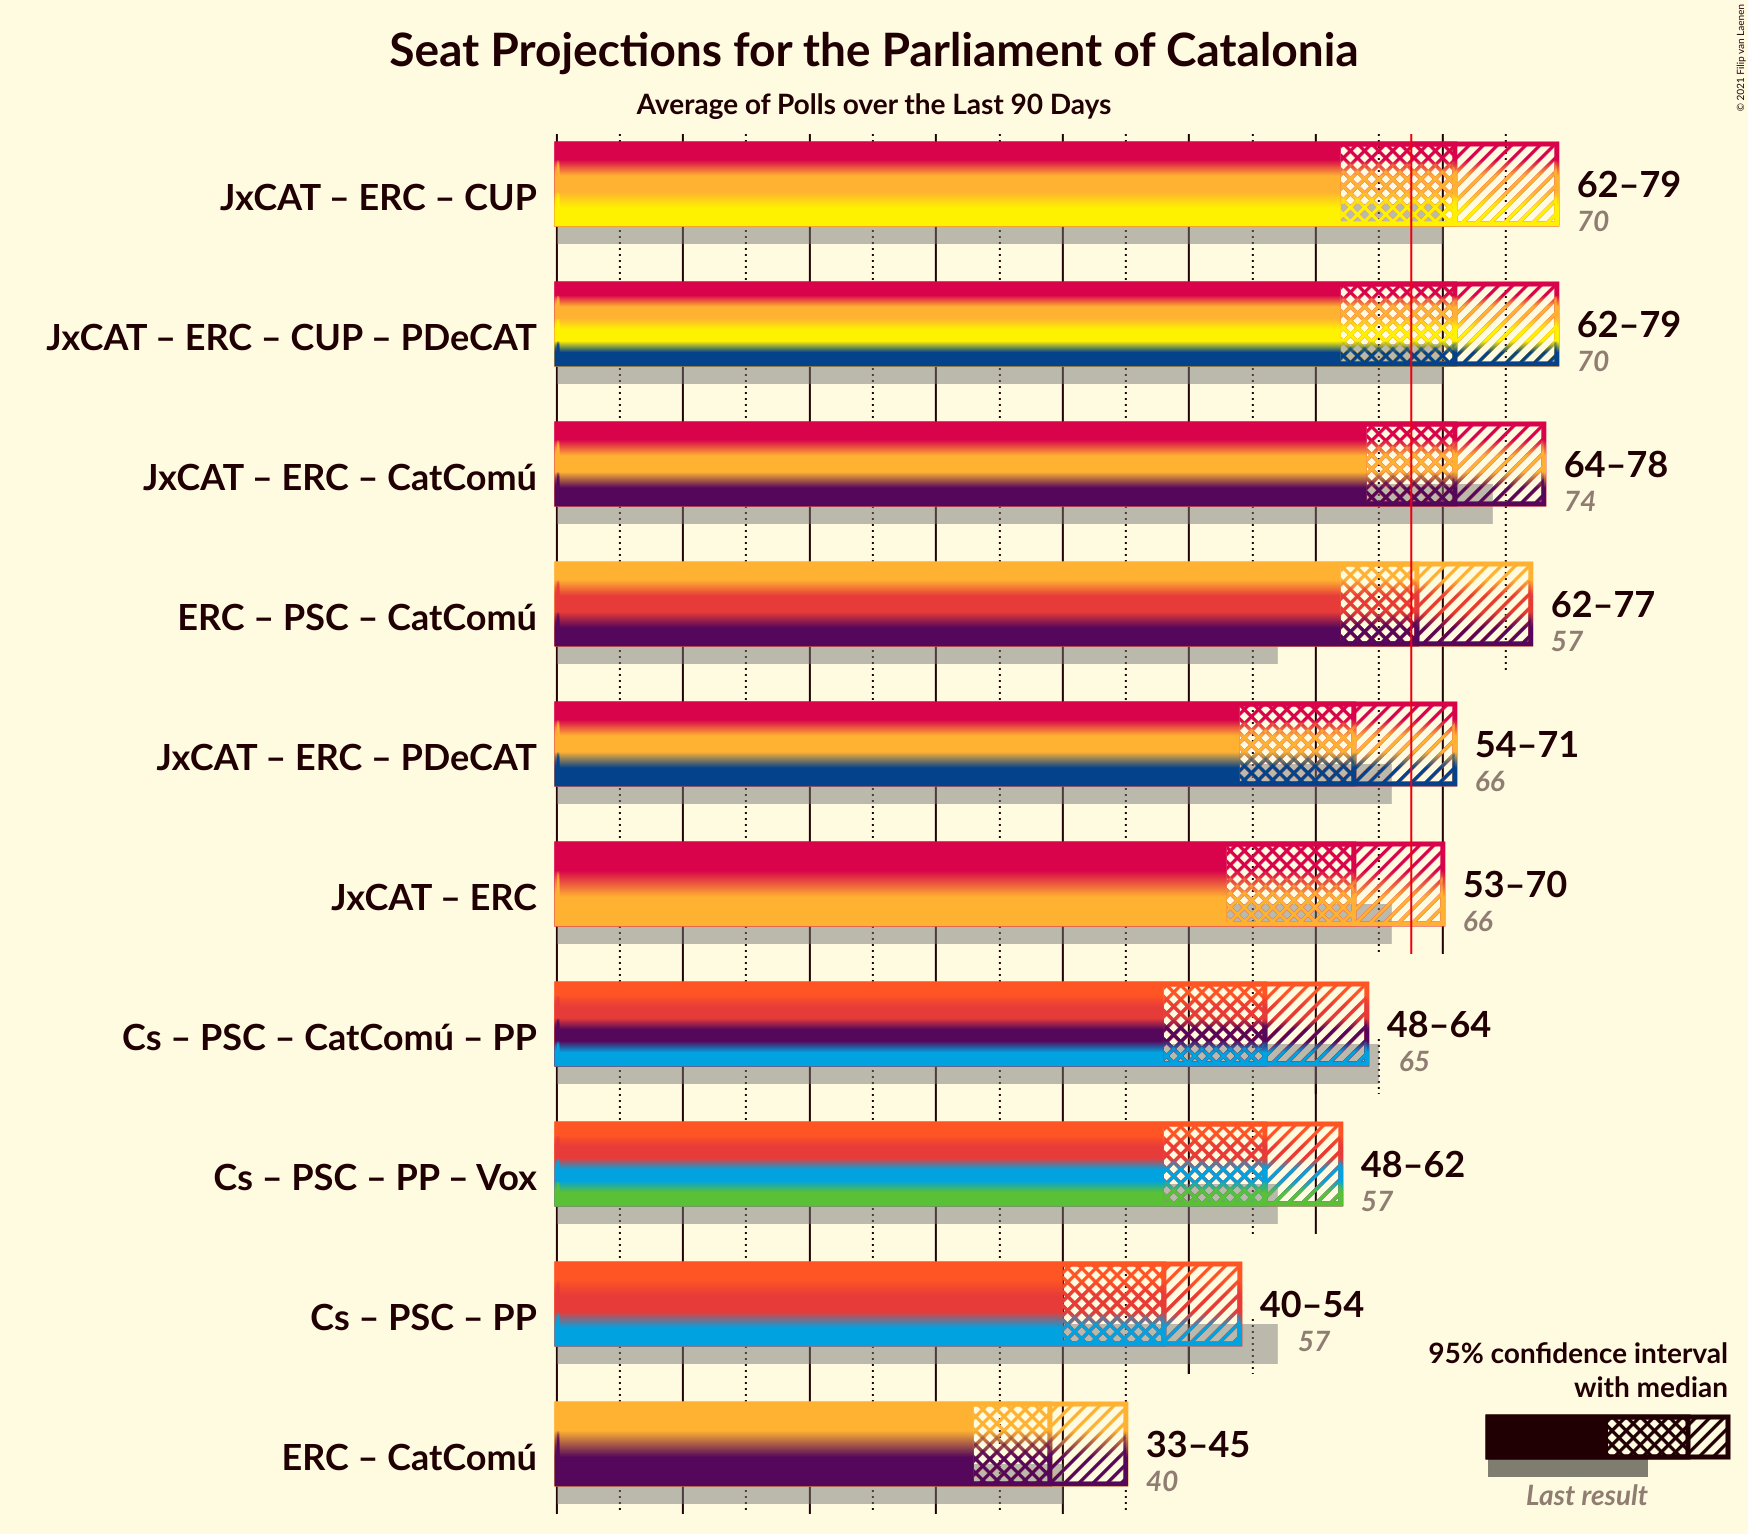 Seat Projections for the Parliament of Catalonia
Average of Polls over the Last 90 Days
© 2021 Filip van Laenen
JxCAT – ERC – CUP
62–79
70
JxCAT – ERC – CUP – PDeCAT
62–79
70
JxCAT – ERC – CatComú
64–78
74
ERC – PSC – CatComú
62–77
57
JxCAT – ERC – PDeCAT
54–71
66
JxCAT – ERC
53–70
66
Cs – PSC – CatComú – PP
48–64
65
Cs – PSC – PP – Vox
48–62
57
Cs – PSC – PP
40–54
57
ERC – CatComú
33–45
40
95% confidence interval
with median
Last result